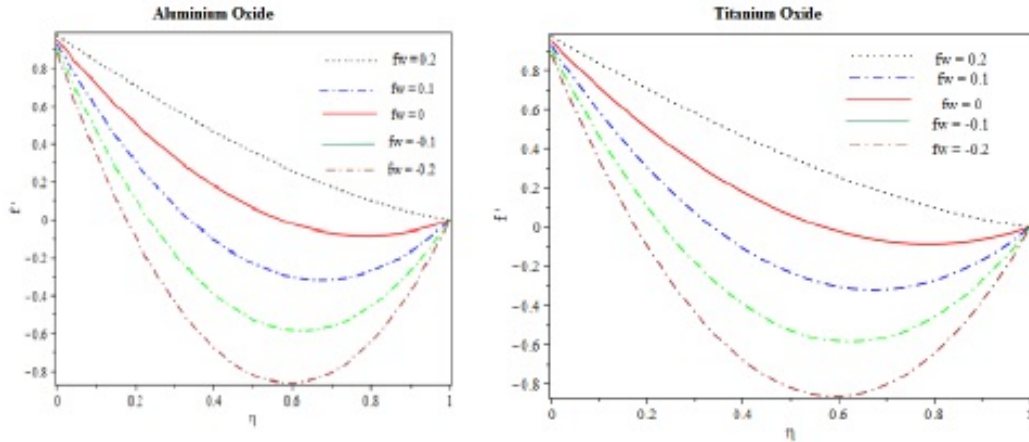 Aluminium Oxide
fw = 0.2
fw = 0.1
fw = 0
fw = -0.1
fw = -0.2
0.8
0.6
0.4
0.2
0
-0.2
-0.4
-0.6
-0.8
f '
0 0.2 0.4 0.6 0.8 1
η
Titanium Oxide
fw = 0.2
fw = 0.1
fw = 0
fw = -0.1
fw = -0.2
0.8
0.6
0.4
0.2
0
-0.2
-0.4
-0.6
-0.8
f '
0 0.2 0.4 0.6 0.8 1
η